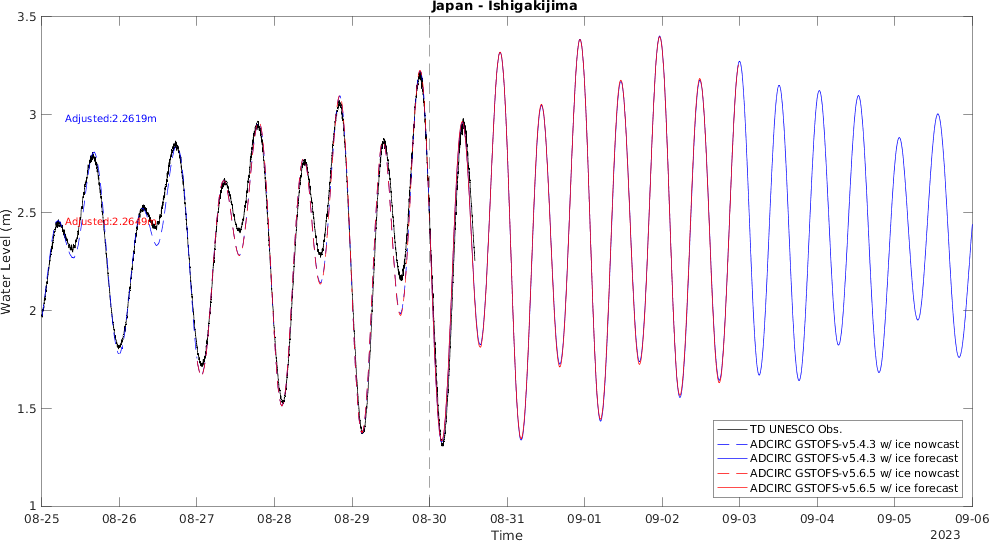 Japan - Ishigakijima
3.5
3
2.5
2
1.5
1
Water Level (m)
Adjusted:2.2619m
Adjusted:2.2649m
TD UNESCO Obs.
ADCIRC GSTOFS-v5.4.3 w/ ice nowcast
ADCIRC GSTOFS-v5.4.3 w/ ice forecast
ADCIRC GSTOFS-v5.6.5 w/ ice nowcast
ADCIRC GSTOFS-v5.6.5 w/ ice forecast
08-25 08-26 08-27 08-28 08-29 08-30 08-31 09-01 09-02 09-03 09-04 09-05 09-06
Time
2023